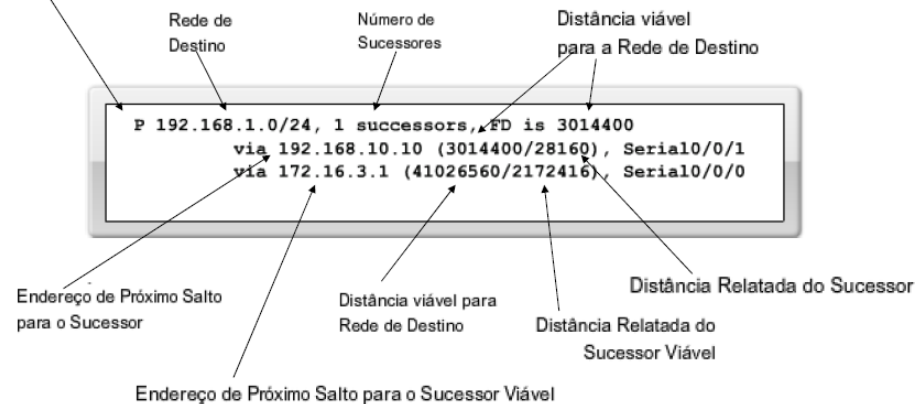 Rede de
Destino
Número de
Sucessores
Distância viável
para a Rede de Destino
P 192.168.1.0/24, 1 successors, FD is 3014400
via 192.168.10.10 (3014400/28160), Serial0/0/1
via 172.16.3.1 (41026560/2172416), Serial0/0/0
Endereço de Próximo Salto
para o Sucessor
Distância viável para
Rede de Destino
Distância Relatada do
Sucessor Viável
Distância Relatada do Sucessor
Endereço de Próximo Salto para o Sucessor Viável